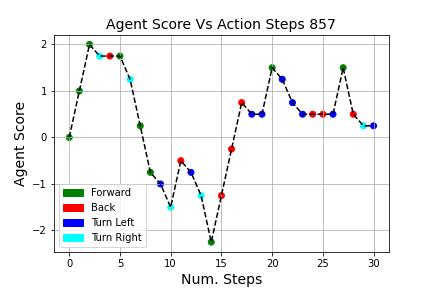 Agent Score Vs Action Steps 857
Agent Score
2
1
0
−1
−2
Forward
Back
Turn Left
Turn Right
0 5 10 15 20 25 30
Num. Steps